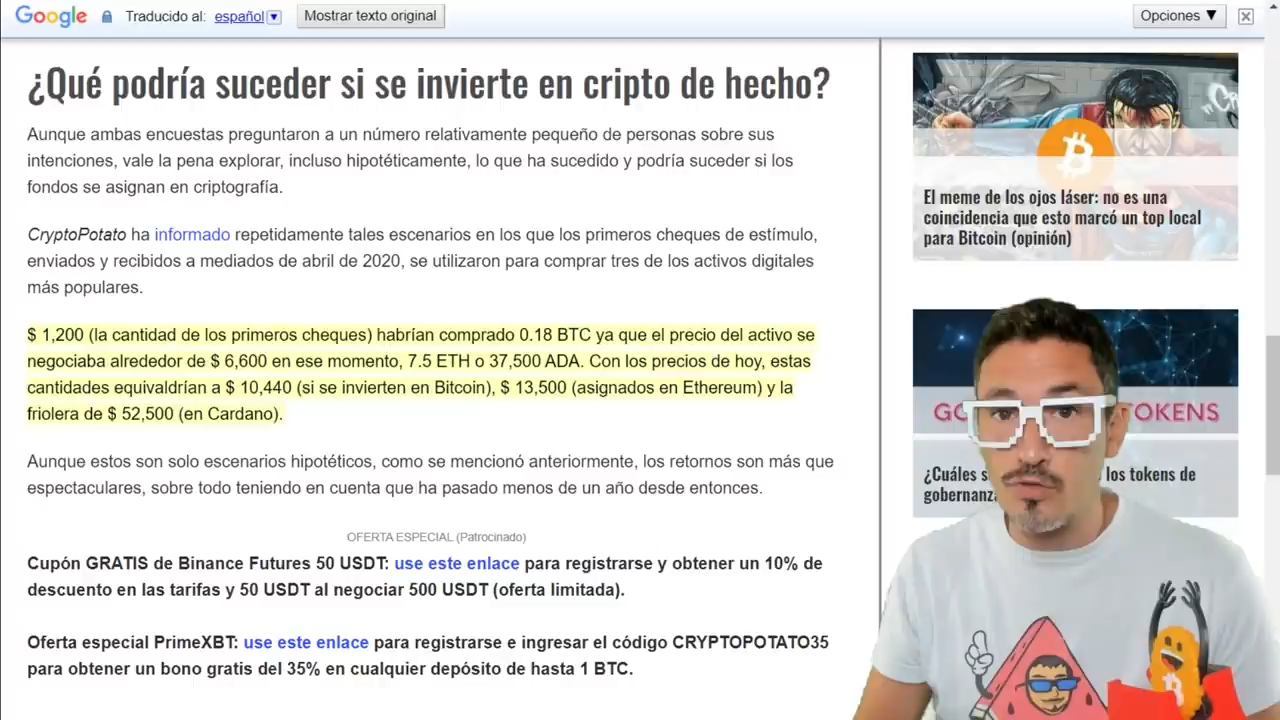 Google Traducido al: español Mostrar texto original Opciones ▼
¿Qué podría suceder si se invierte en cripto de hecho?
Aunque ambas encuestas preguntaron a un número relativamente pequeño de personas sobre sus
intenciones, vale la pena explorar, incluso hipotéticamente, lo que ha sucedido y podría suceder si los
fondos se asignan en criptografía.
CryptoPotato ha informado repetidamente tales escenarios en los que los primeros cheques de estímulo,
enviados y recibidos a mediados de abril de 2020, se utilizaron para comprar tres de los activos digitales
más populares.
$ 1,200 (la cantidad de los primeros cheques) habrían comprado 0.18 BTC ya que el precio del activo se
negociaba alrededor de $ 6,600 en ese momento, 7.5 ETH o 37,500 ADA. Con los precios de hoy, estas
cantidades equivaldrían a $ 10,440 (si se invierten en Bitcoin), $ 13,500 (asignados en Ethereum) y la
friolera de $ 52,500 (en Cardano).
Aunque estos son solo escenarios hipotéticos, como se mencionó anteriormente, los retornos son más que
espectaculares, sobre todo teniendo en cuenta que ha pasado menos de un año desde entonces.
OFERTA ESPECIAL (Patrocinado)
Cupón GRATIS de Binance Futures 50 USDT: use este enlace para registrarse y obtener un 10% de
descuento en las tarifas y 50 USDT al negociar 500 USDT (oferta limitada).
Oferta especial PrimeXBT: use este enlace para registrarse e ingresar el código CRYPTOPOTATO35
para obtener un bono gratis del 35% en cualquier depósito de hasta 1 BTC.
El meme de los ojos láser: no es una
coincidencia que esto marcó un top local
para Bitcoin (opinión)
TOKENS
¿Cuáles los tokens de